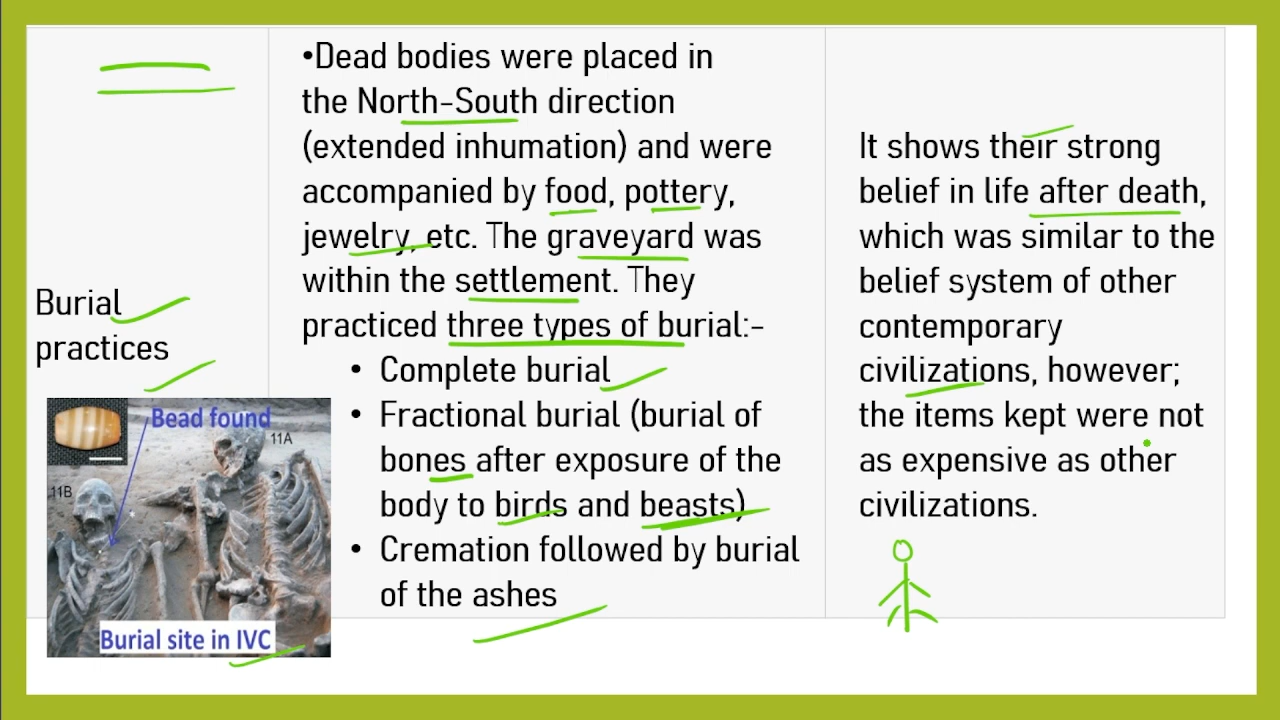 Burial
practices
Bead found
11A
11B
Burial site in IVC
•Dead bodies were placed in
the North-South direction
(extended inhumation) and were
accompanied by food, pottery,
jewelry, etc. The graveyard was
within the settlement. They
practiced three types of burial:-
• Complete burial
• Fractional burial (burial of
bones after exposure of the
body to birds and beasts)
• Cremation followed by burial
of the ashes
It shows their strong
belief in life after death,
which was similar to the
belief system of other
contemporary
civilizations, however;
the items kept were not
as expensive as other
civilizations.